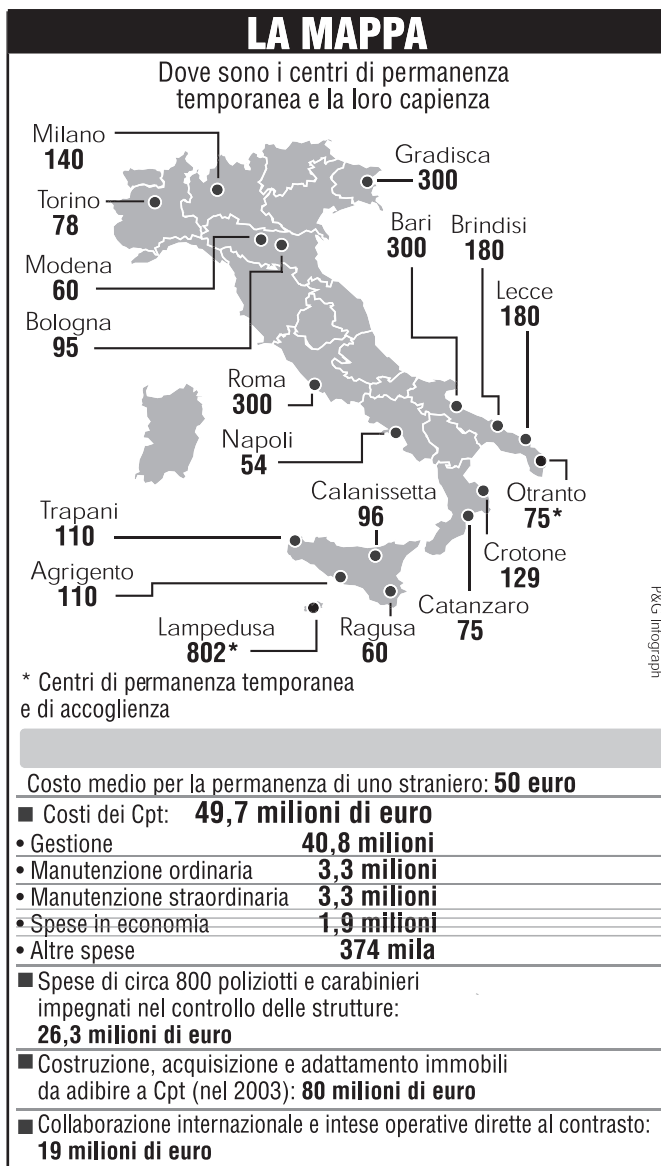 LA MAPPA
Dove sono i centri di permanenza
temporanea e la loro capienza
Milano
140
Gradisca
300
Torino
78
Bari
300
Brindisi
180
Modena
60
Lecce
180
Bologna
95
Roma
300
Napoli
54
Calanissetta
96
Otranto
75*
Trapani
110
Crotone
129
Agrigento
110
Catanzaro
75
Lampedusa
802*
Ragusa
60
P&G Infograph
* Centri di permanenza temporanea
e di accoglienza
Costo medio per la permanenza di uno straniero: 50 euro
■ Costi dei Cpt: 49,7 milioni di euro
• Gestione 40,8 milioni
• Manutenzione ordinaria 3,3 milioni
• Manutenzione straordinaria 3,3 milioni
• Spese in economia 1,9 milioni
• Altre spese 374 mila
■ Spese di circa 800 poliziotti e carabinieri
impegnati nel controllo delle strutture:
26,3 milioni di euro
■ Costruzione, acquisizione e adattamento immobili
da adibire a Cpt (nel 2003): 80 milioni di euro
■ Collaborazione internazionale e intese operative dirette al contrasto:
19 milioni di euro